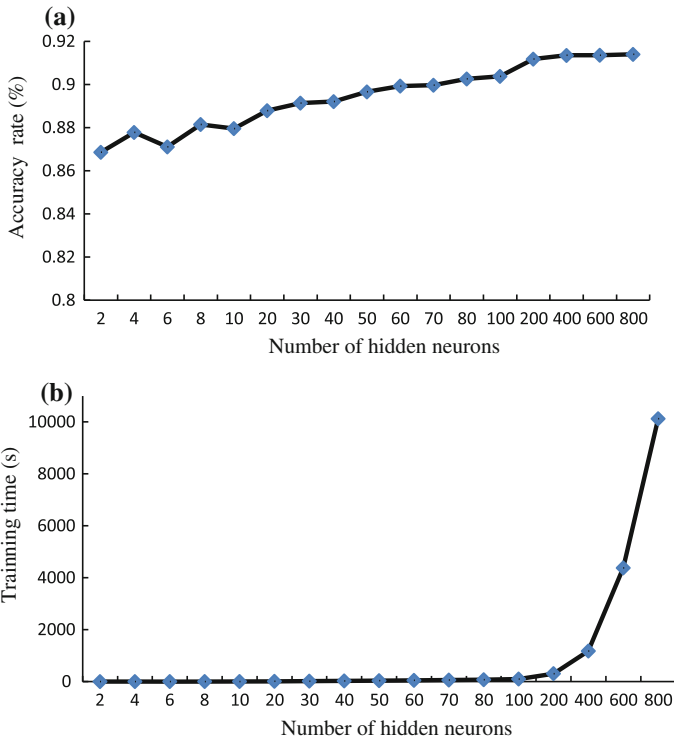 (a)
Accuracy rate (%)
0.92
0.9
0.88
0.86
0.84
0.82
0.8
2 4 6 8 10 20 30 40 50 60 70 80 100 200 400 600 800
Number of hidden neurons
(b)
Trainning time (s)
10000
8000
6000
4000
2000
0
2 4 6 8 10 20 30 40 50 60 70 80 100 200 400 600 800
Number of hidden neurons